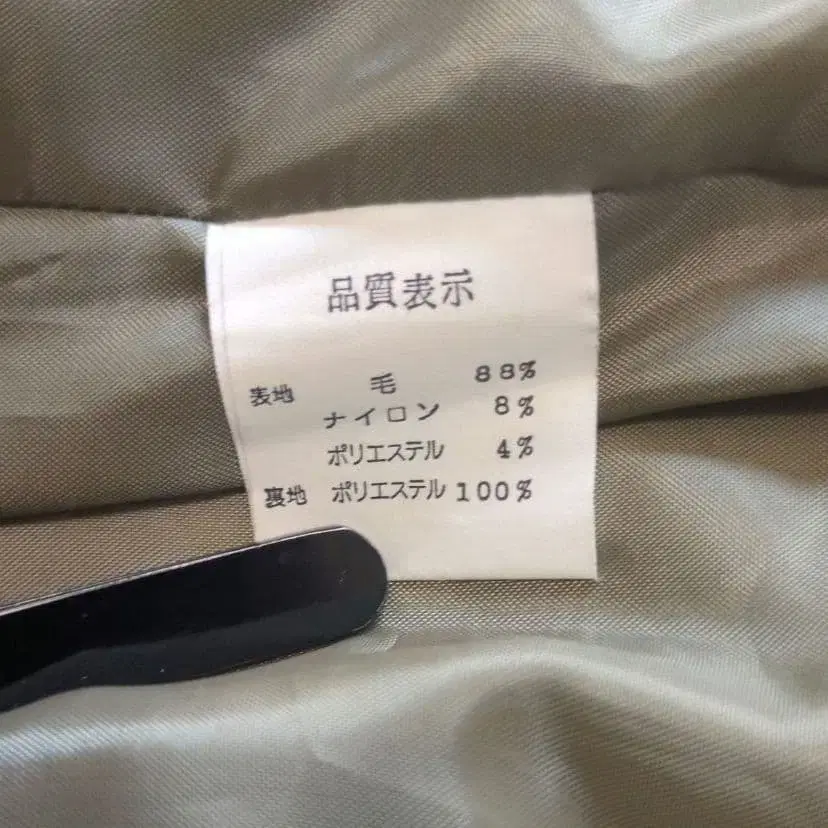 品質表示
表地 毛 88%
ナイロン 8%
ポリエステル 4%
裏地 ポリエステル 100%